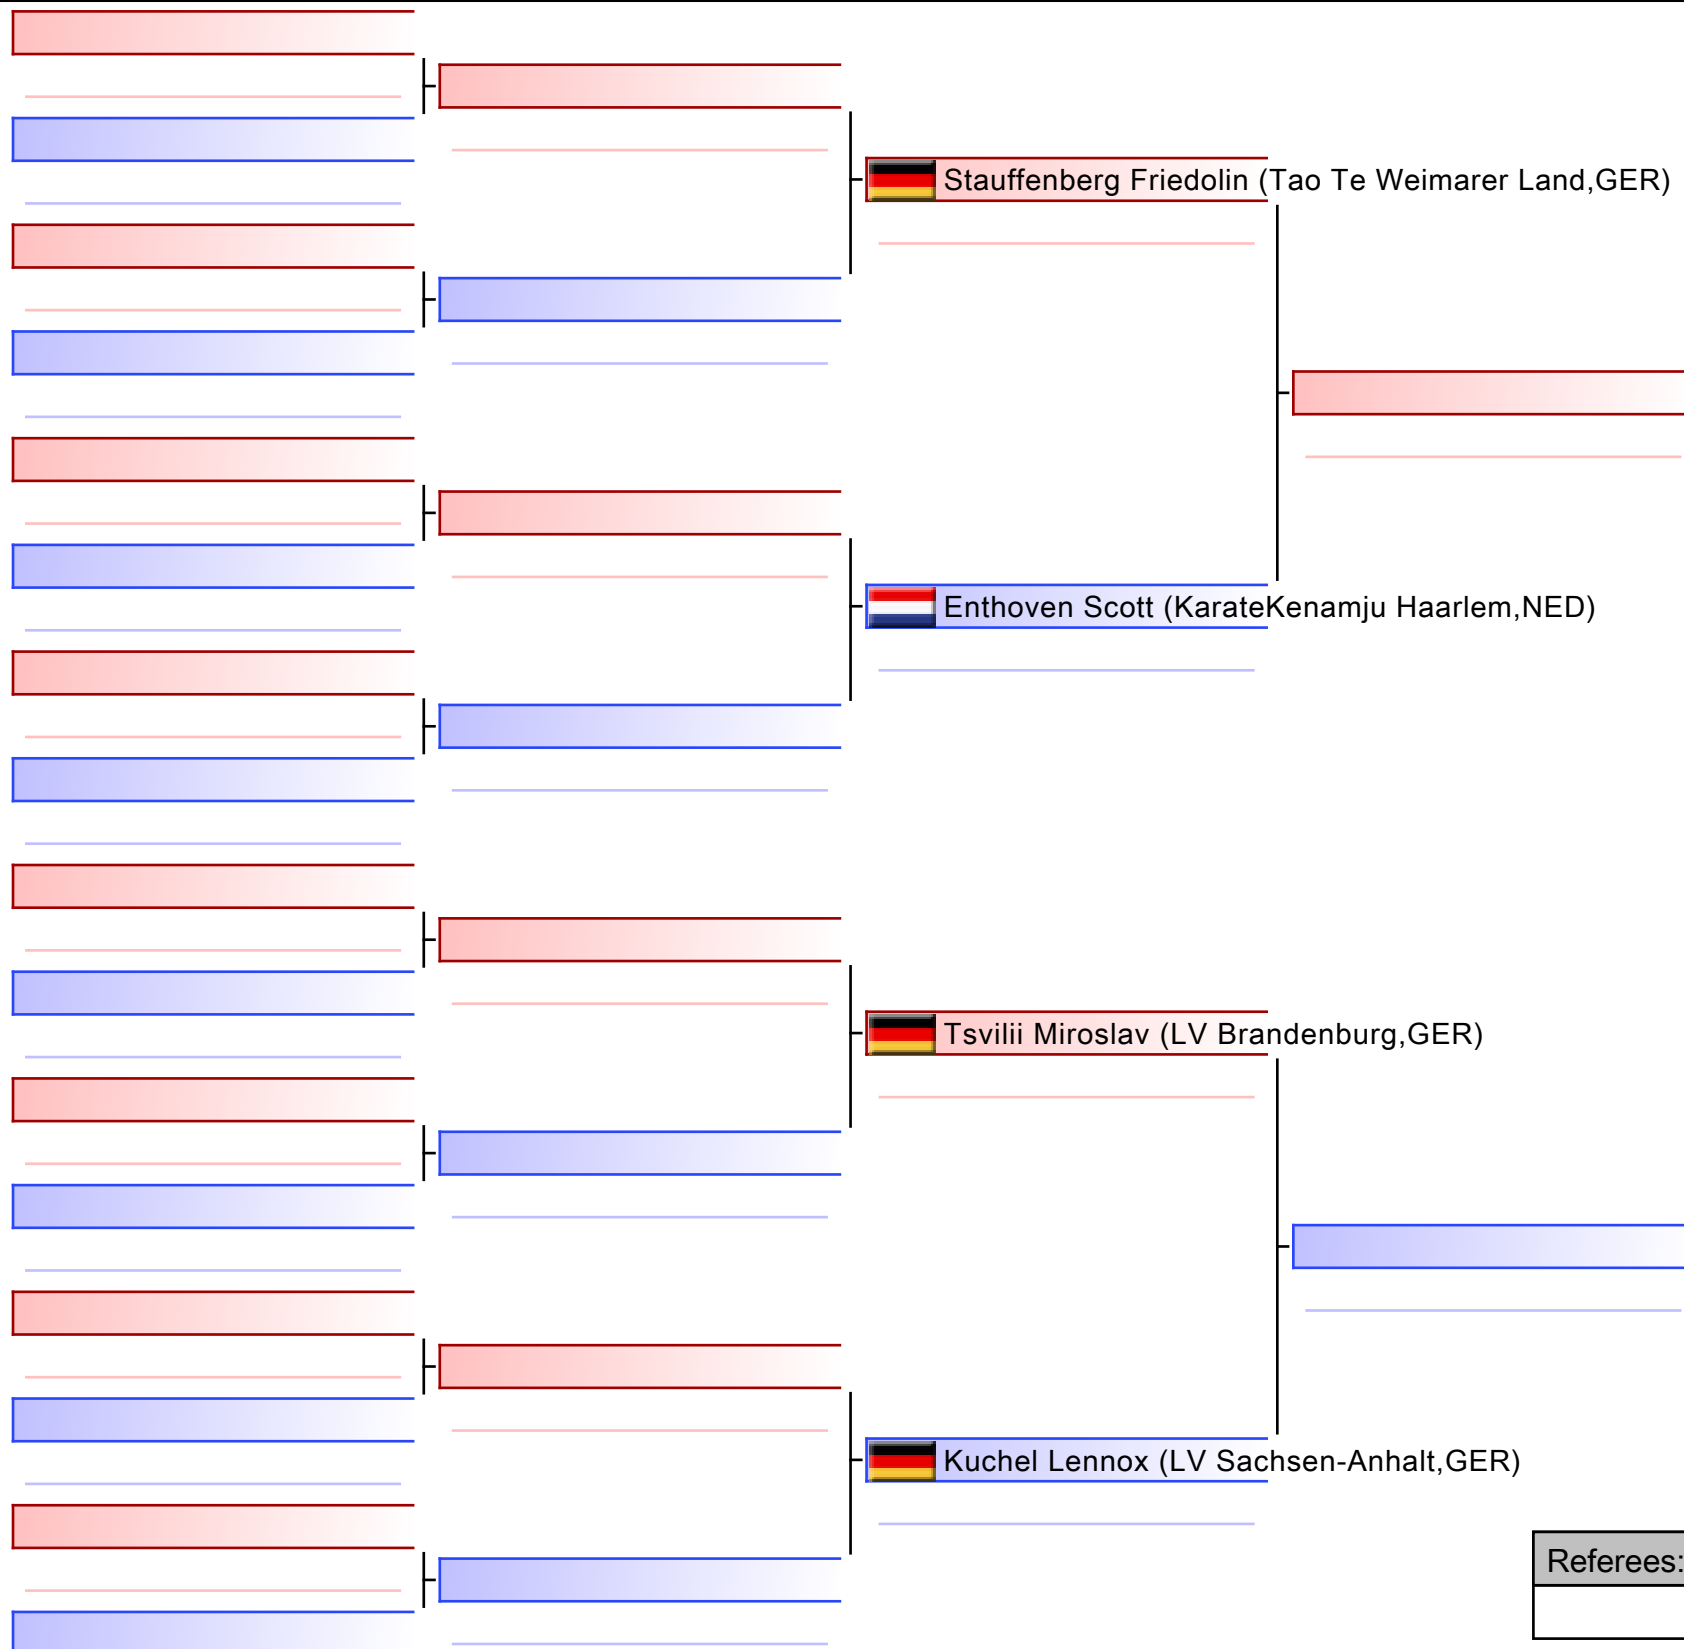 Stauffenberg Friedolin (Tao Te Weimarer Land,GER)
Enthoven Scott (KarateKenamju Haarlem,NED)
Tsvilii Miroslav (LV Brandenburg,GER)
Kuchel Lennox (LV Sachsen-Anhalt,GER)
Referees: